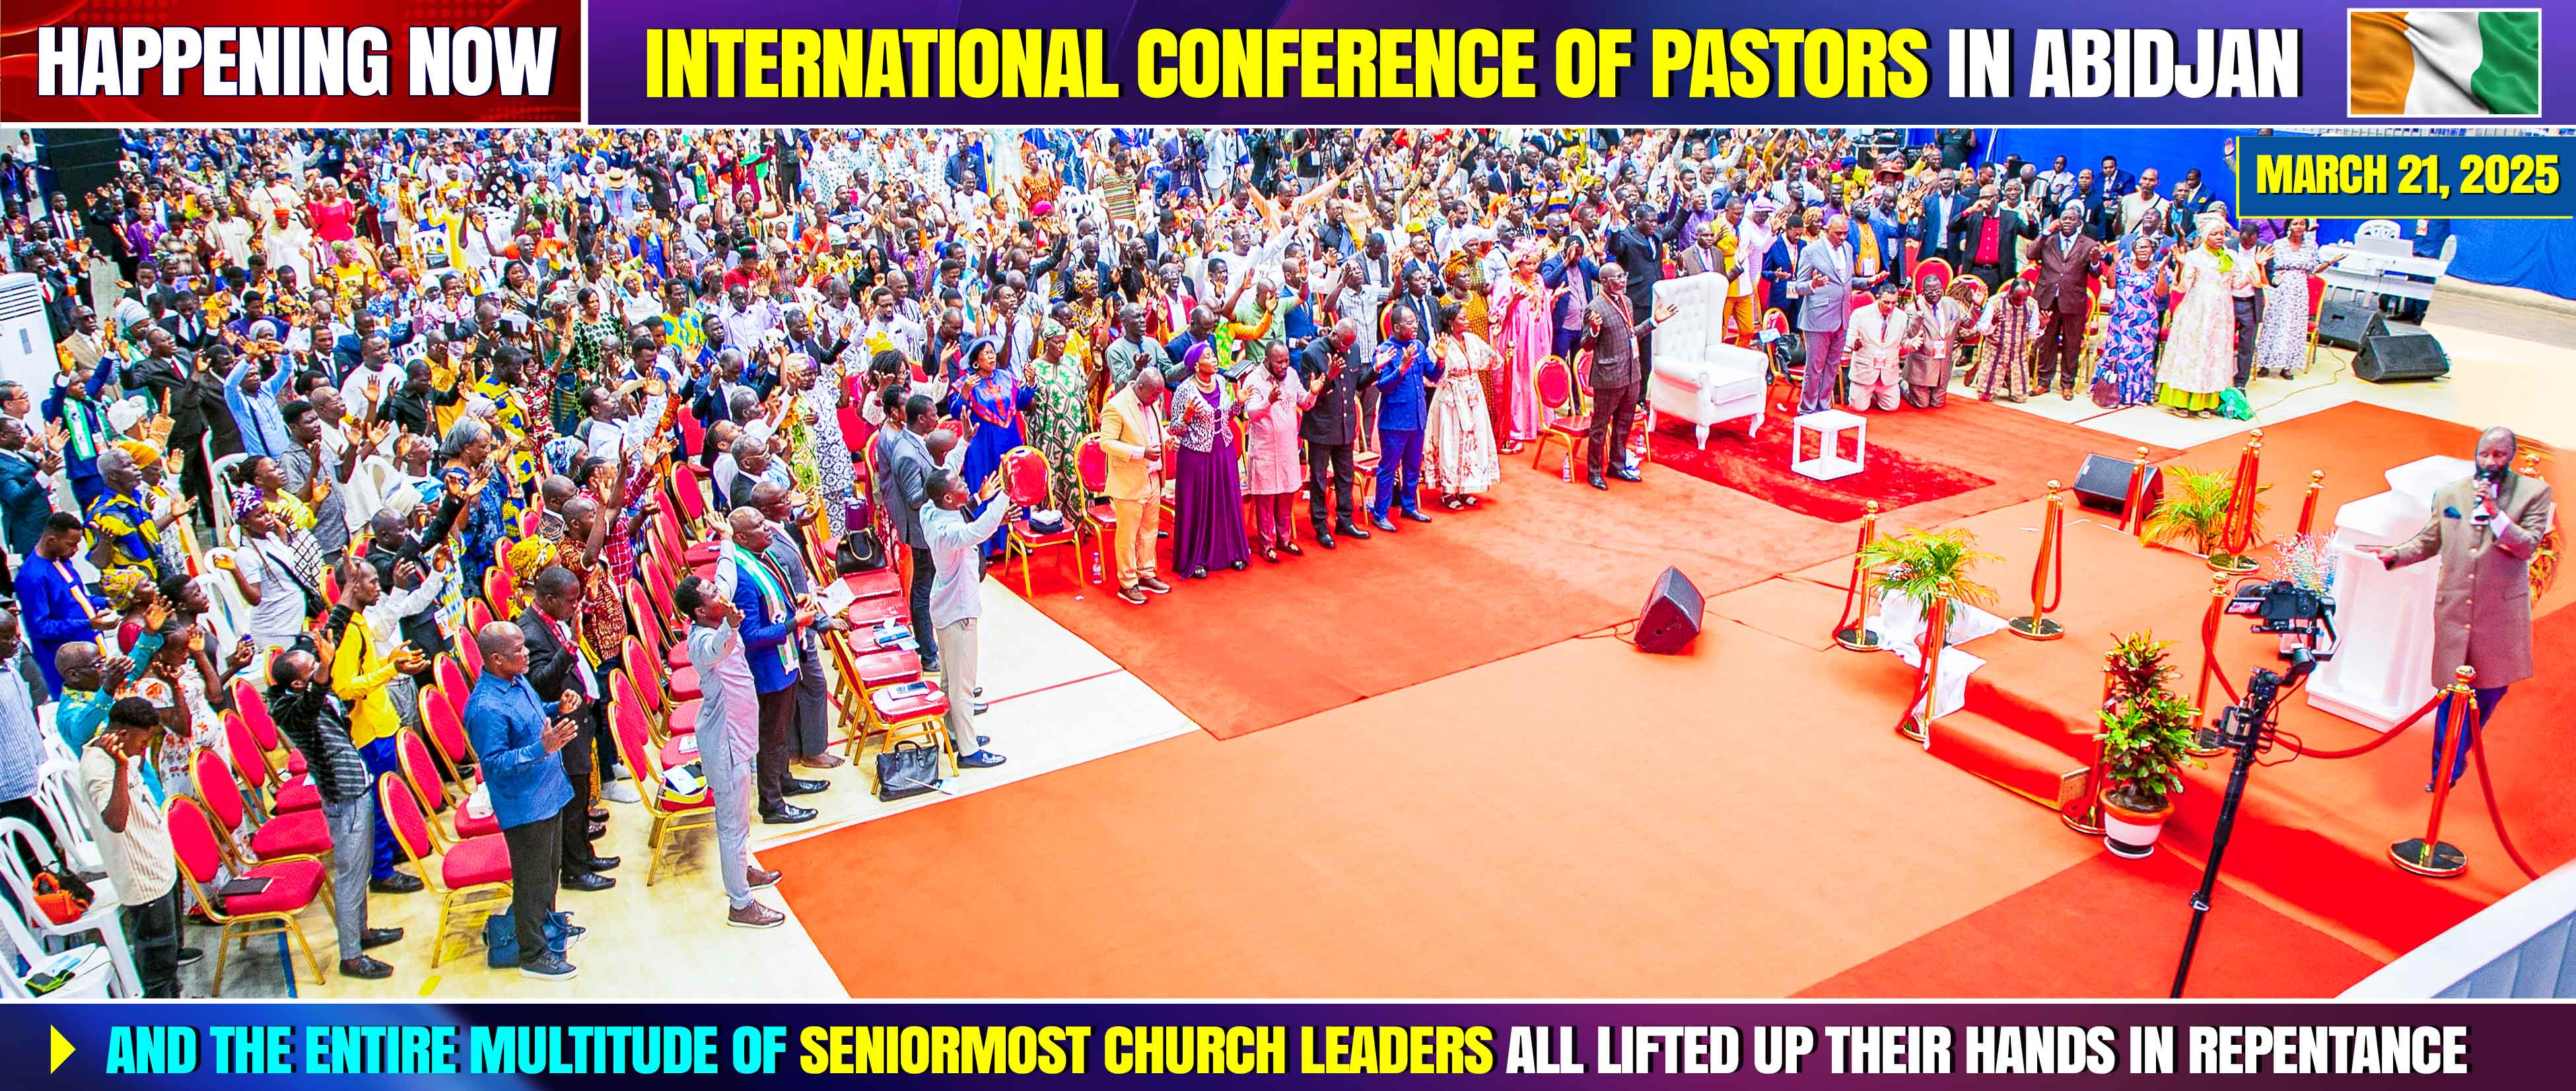 HAPPENING NOW
INTERNATIONAL CONFERENCE OF PASTORS IN ABIDJAN
MARCH 21, 2025
AND THE ENTIRE MULTITUDE OF SENIORMOST CHURCH LEADERS ALL LIFTED UP THEIR HANDS IN REPENTANCE